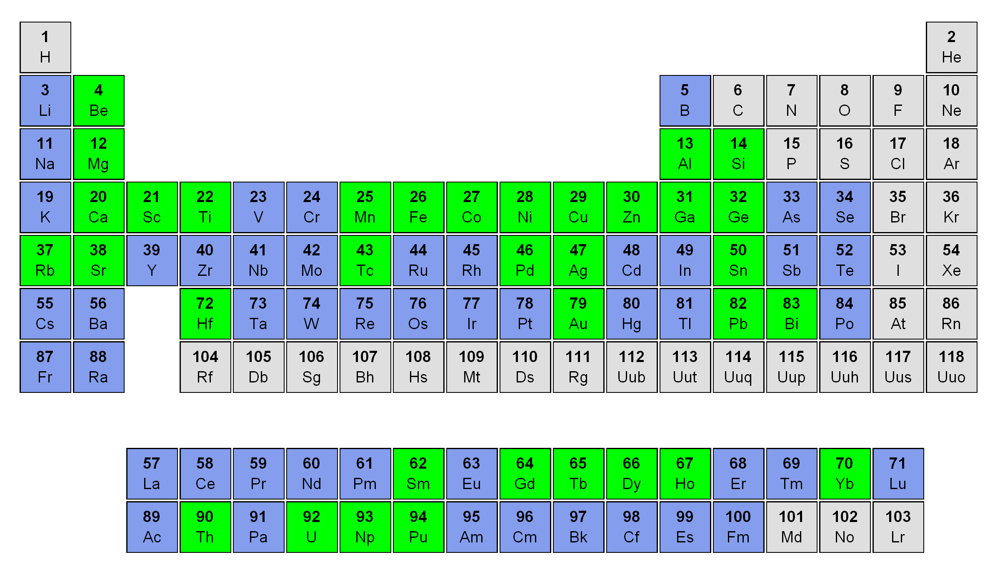 1 2
H He
3 4 5 6 7 8 9 10
Li Be B C N O F Ne
11 12 13 14 15 16 17 18
Na Mg Al Si P S Cl Ar
19 20 21 22 23 24 25 26 27 28 29 30 31 32 33 34 35 36
K Ca Sc Ti V Cr Mn Fe Co Ni Cu Zn Ga Ge As Se Br Kr
37 38 39 40 41 42 43 44 45 46 47 48 49 50 51 52 53 54
Rb Sr Y Zr Nb Mo Tc Ru Rh Pd Ag Cd In Sn Sb Te I Xe
55 56 72 73 74 75 76 77 78 79 80 81 82 83 84 85 86
Cs Ba Hf Ta W Re Os Ir Pt Au Hg Tl Pb Bi Po At Rn
87 88 104 105 106 107 108 109 110 111 112 113 114 115 116 117 118
Fr Ra Rf Db Sg Bh Hs Mt Ds Rg Uub Uut Uuq Uup Uuh Uus Uuo
57 58 59 60 61 62 63 64 65 66 67 68 69 70 71
La Ce Pr Nd Pm Sm Eu Gd Tb Dy Ho Er Tm Yb Lu
89 90 91 92 93 94 95 96 97 98 99 100 101 102 103
Ac Th Pa U Np Pu Am Cm Bk Cf Es Fm Md No Lr